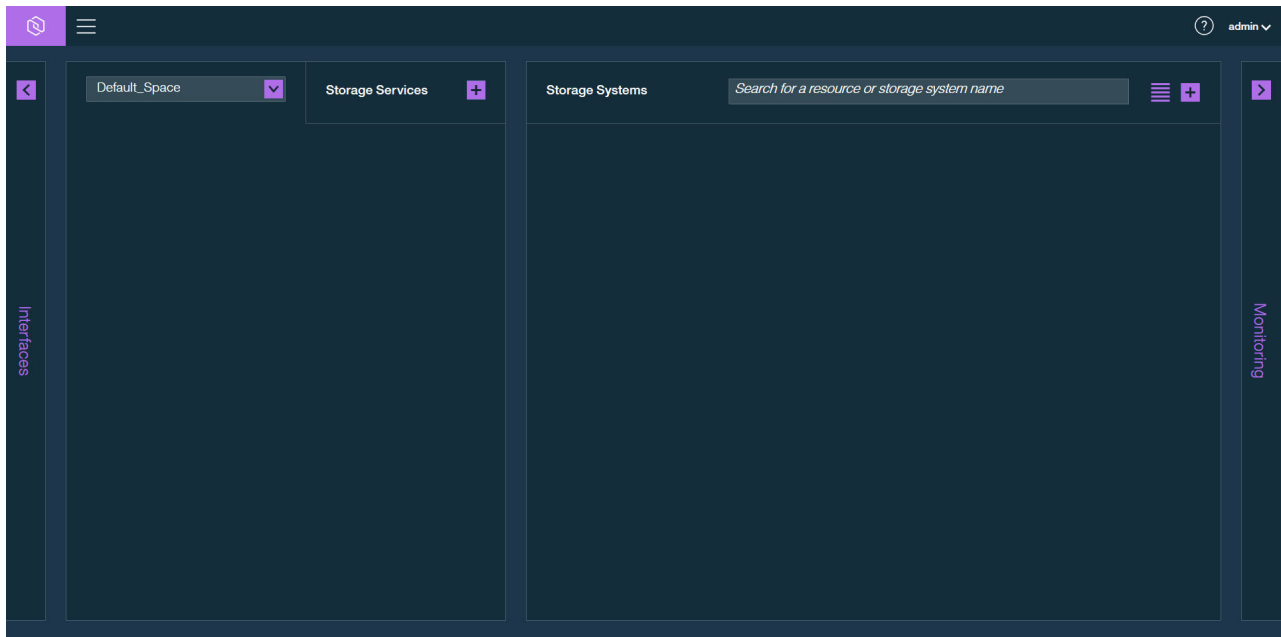 admin
Default_Space
Storage Services
Storage Systems
Search for a resource or storage system name
Interfaces
Monitoring